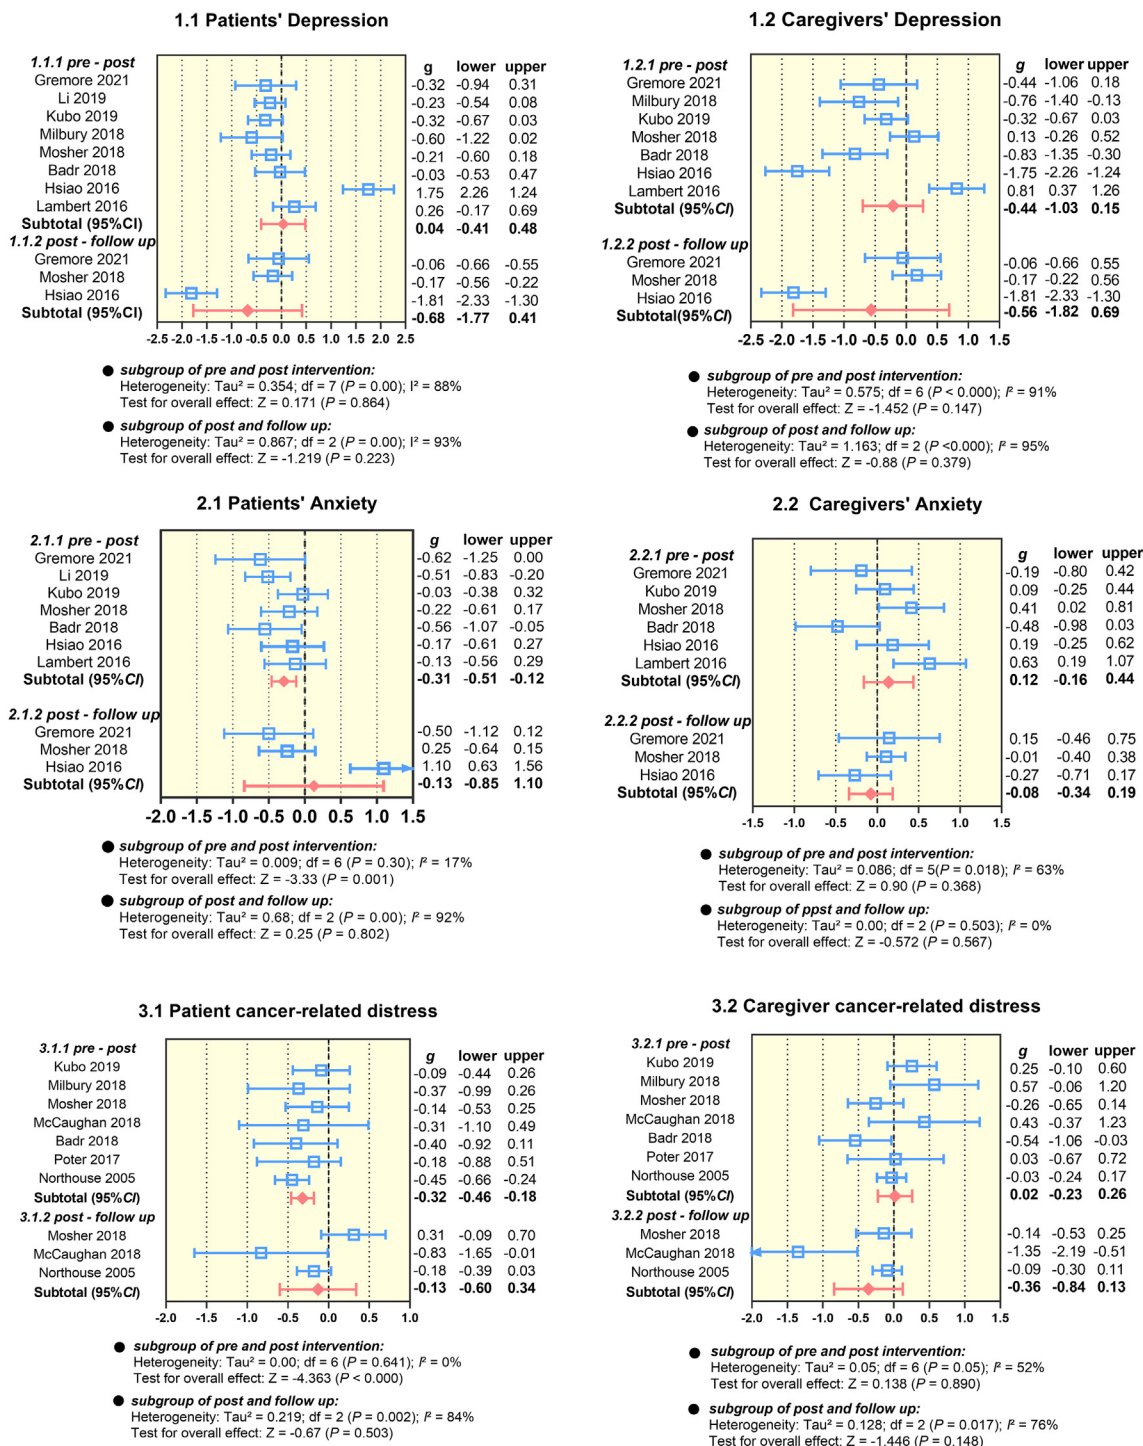 1.1 Patients' Depression
1.1.1 pre - post
g lower upper
Gremore 2021 -0.32 -0.94 0.31
Li 2019 -0.23 -0.54 0.08
Kubo 2019 -0.32 -0.67 0.03
Milbury 2018 -0.60 -1.22 0.02
Mosher 2018 -0.21 -0.60 0.18
Badr 2018 -0.03 -0.53 0.47
Hsiao 2016 1.75 2.26 1.24
Lambert 2016 0.26 -0.17 0.69
Subtotal (95%CI) 0.04 -0.41 0.48
1.1.2 post - follow up
Gremore 2021 -0.06 -0.66 -0.55
Mosher 2018 -0.17 -0.56 -0.22
Hsiao 2016 -1.81 -2.33 -1.30
Subtotal (95%CI) -0.68 -1.77 0.41
-2.5 -2.0 -1.5 -1.0 -0.5 0.0 0.5 1.0 1.5 2.0 2.5
● subgroup of pre and post intervention:
Heterogeneity: Tau² = 0.354; df = 7 (P = 0.00); I² = 88%
Test for overall effect: Z = 0.171 (P = 0.864)
● subgroup of post and follow up:
Heterogeneity: Tau² = 0.867; df = 2 (P = 0.00); I² = 93%
Test for overall effect: Z = -1.219 (P = 0.223)
1.2 Caregivers' Depression
1.2.1 pre - post
g lower upper
Gremore 2021 -0.44 -1.06 0.18
Milbury 2018 -0.76 -1.40 -0.13
Kubo 2019 -0.32 -0.67 0.03
Mosher 2018 0.13 -0.26 0.52
Badr 2018 -0.83 -1.35 -0.30
Hsiao 2016 -1.75 -2.26 -1.24
Lambert 2016 0.81 0.37 1.26
Subtotal (95%CI) -0.44 -1.03 0.15
1.2.2 post - follow up
Gremore 2021 -0.06 -0.66 0.55
Mosher 2018 -0.17 -0.22 0.56
Hsiao 2016 -1.81 -2.33 -1.30
Subtotal(95%CI) -0.56 -1.82 0.69
-2.5 -2.0 -1.5 -1.0 -0.5 0.0 0.5 1.0 1.5 2.0
● subgroup of pre and post intervention:
Heterogeneity: Tau² = 0.575; df = 6 (P < 0.000); I² = 91%
Test for overall effect: Z = -1.452 (P = 0.147)
● subgroup of post and follow up:
Heterogeneity: Tau² = 1.163; df = 2 (P <0.000); I² = 95%
Test for overall effect: Z = -0.88 (P = 0.379)
2.1 Patients' Anxiety
2.1.1 pre - post
g lower upper
Gremore 2021 -0.62 -1.25 0.00
Li 2019 -0.51 -0.83 -0.20
Kubo 2019 -0.03 -0.38 0.32
Mosher 2018 -0.22 -0.61 0.17
Badr 2018 -0.56 -1.07 -0.05
Hsiao 2016 -0.17 -0.61 0.27
Lambert 2016 -0.13 -0.56 0.29
Subtotal (95%CI) -0.31 -0.51 -0.12
2.1.2 post - follow up
Gremore 2021 -0.50 -1.12 0.12
Mosher 2018 0.25 -0.64 0.15
Hsiao 2016 1.10 0.63 1.56
Subtotal (95%CI) -0.13 -0.85 1.10
-2.0 -1.5 -1.0 -0.5 0.0 0.5 1.0 1.5
● subgroup of pre and post intervention:
Heterogeneity: Tau² = 0.009; df = 6 (P = 0.30); I² = 17%
Test for overall effect: Z = -3.33 (P = 0.001)
● subgroup of post and follow up:
Heterogeneity: Tau² = 0.68; df = 2 (P = 0.00); I² = 92%
Test for overall effect: Z = 0.25 (P = 0.802)
2.2 Caregivers' Anxiety
2.2.1 pre - post
g lower upper
Gremore 2021 -0.19 -0.80 0.42
Kubo 2019 0.09 -0.25 0.44
Mosher 2018 0.41 0.02 0.81
Badr 2018 -0.48 -0.98 0.03
Hsiao 2016 0.19 -0.25 0.62
Lambert 2016 0.63 0.19 1.07
Subtotal (95%CI) 0.12 -0.16 0.44
2.2.2 post - follow up
Gremore 2021 0.15 -0.46 0.75
Mosher 2018 -0.01 -0.40 0.38
Hsiao 2016 -0.27 -0.71 0.17
Subtotal (95%CI) -0.08 -0.34 0.19
-1.5 -1.0 -0.5 0.0 0.5 1.0 1.5
● subgroup of pre and post intervention:
Heterogeneity: Tau² = 0.086; df = 5(P = 0.018); I² = 63%
Test for overall effect: Z = 0.90 (P = 0.368)
● subgroup of ppst and follow up:
Heterogeneity: Tau² = 0.00; df = 2 (P = 0.503); I² = 0%
Test for overall effect: Z = -0.572 (P = 0.567)
3.1 Patient cancer-related distress
3.1.1 pre - post
g lower upper
Kubo 2019 -0.09 -0.44 0.26
Milbury 2018 -0.37 -0.99 0.26
Mosher 2018 -0.14 -0.53 0.25
McCaughan 2018 -0.31 -1.10 0.49
Badr 2018 -0.40 -0.92 0.11
Poter 2017 -0.18 -0.88 0.51
Northouse 2005 -0.45 -0.66 -0.24
Subtotal (95%CI) -0.32 -0.46 -0.18
3.1.2 post - follow up
Mosher 2018 0.31 -0.09 0.70
McCaughan 2018 -0.83 -1.65 -0.01
Northouse 2005 -0.18 -0.39 0.03
Subtotal (95%CI) -0.13 -0.60 0.34
-2.0 -1.5 -1.0 -0.5 0.0 0.5 1.0
● subgroup of pre and post intervention:
Heterogeneity: Tau² = 0.00; df = 6 (P = 0.641); I² = 0%
Test for overall effect: Z = -4.363 (P < 0.000)
● subgroup of post and follow up:
Heterogeneity: Tau² = 0.219; df = 2 (P = 0.002); I² = 84%
Test for overall effect: Z = -0.67 (P = 0.503)
3.2 Caregiver cancer-related distress
3.2.1 pre - post
g lower upper
Kubo 2019 0.25 -0.10 0.60
Milbury 2018 0.57 -0.06 1.20
Mosher 2018 -0.26 -0.65 0.14
McCaughan 2018 0.43 -0.37 1.23
Badr 2018 -0.54 -1.06 -0.03
Poter 2017 0.03 -0.67 0.72
Northouse 2005 -0.03 -0.24 0.17
Subtotal (95%CI) 0.02 -0.23 0.26
3.2.2 post - follow up
Mosher 2018 -0.14 -0.53 0.25
McCaughan 2018 -1.35 -2.19 -0.51
Northouse 2005 -0.09 -0.30 0.11
Subtotal (95%CI) -0.36 -0.84 0.13
-2.0 -1.5 -1.0 -0.5 0.0 0.5 1.0 1.5
● subgroup of pre and post intervention:
Heterogeneity: Tau² = 0.05; df = 6 (P = 0.05); I² = 52%
Test for overall effect: Z = 0.138 (P = 0.890)
● subgroup of post and follow up:
Heterogeneity: Tau² = 0.128; df = 2 (P = 0.017); I² = 76%
Test for overall effect: Z = -1.446 (P = 0.148)